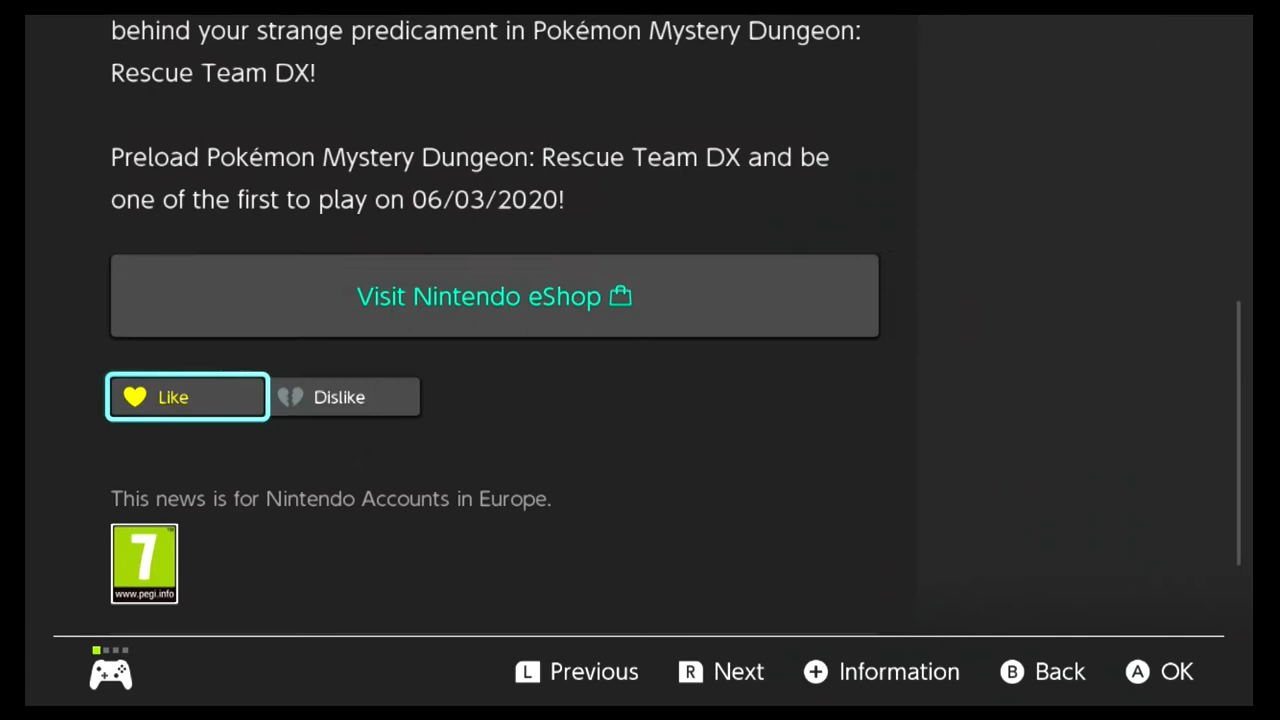 behind your strange predicament in Pokémon Mystery Dungeon:
Rescue Team DX!
Preload Pokémon Mystery Dungeon: Rescue Team DX and be
one of the first to play on 06/03/2020!
Visit Nintendo eShop
Like
Dislike
This news is for Nintendo Accounts in Europe.
7
www.pegi.info
L Previous
R Next
+ Information
B Back
A OK